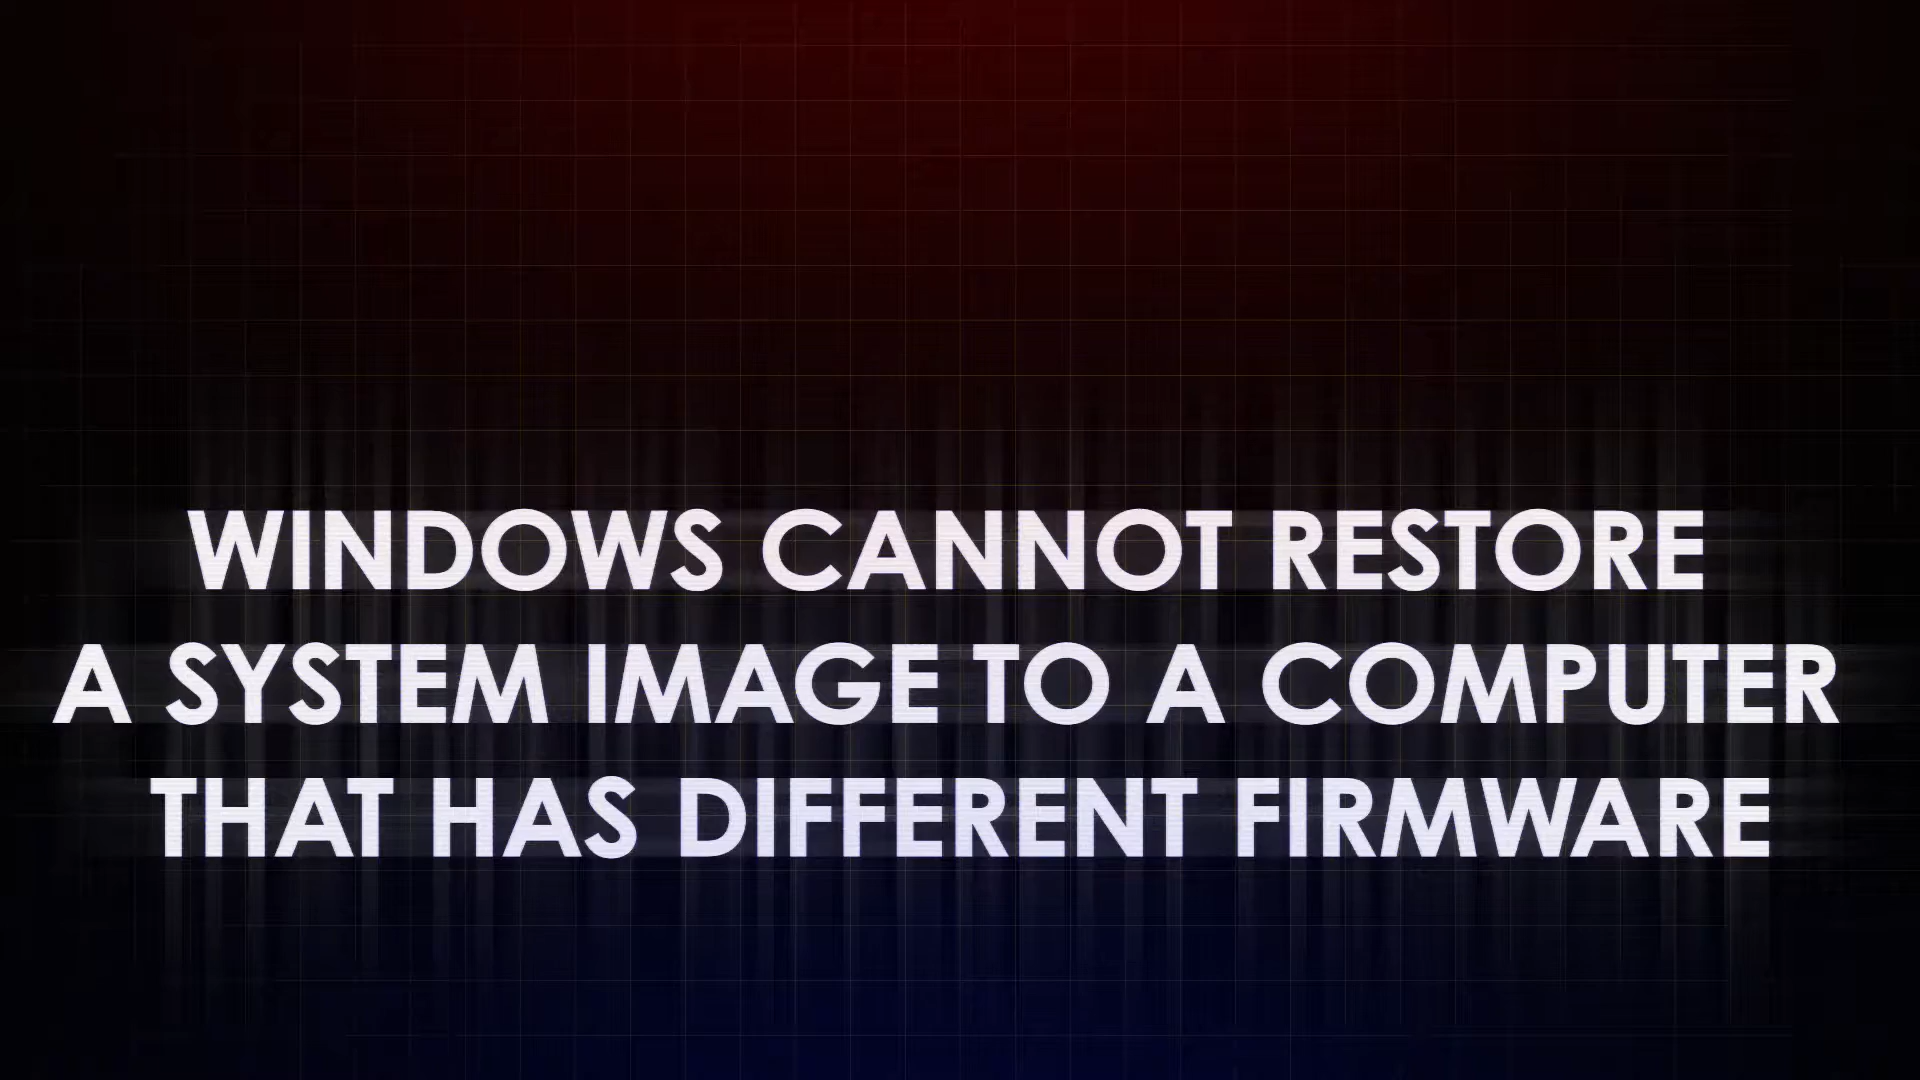 WINDOWS CANNOT RESTORE
A SYSTEM IMAGE TO A COMPUTER
THAT HAS DIFFERENT FIRMWARE